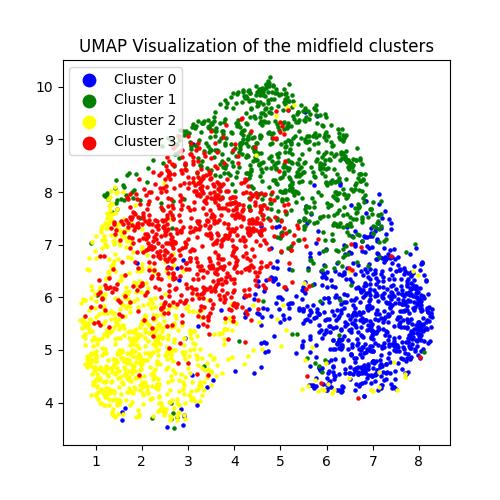 UMAP Visualization of the midfield clusters
Cluster 0
Cluster 1
Cluster 2
Cluster 3
10
9
8
7
6
5
4
1 2 3 4 5 6 7 8